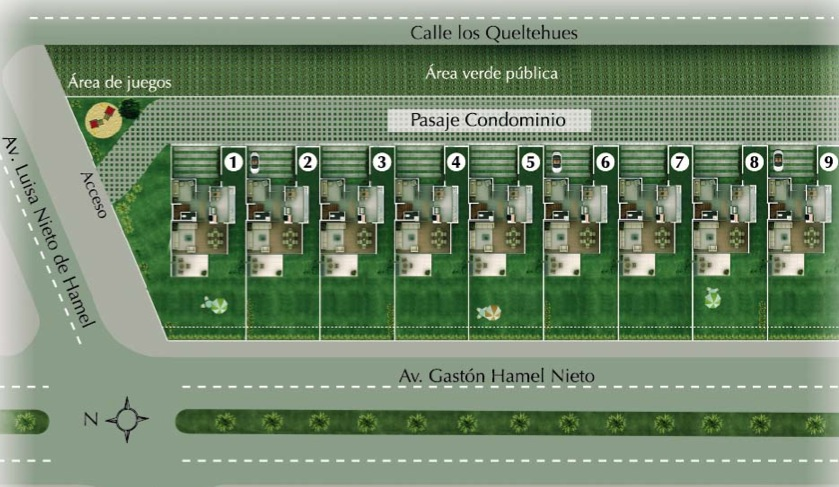 Calle los Queltehues
Área verde pública
Área de juegos
Pasaje Condominio
1 2 3 4 5 6 7 8 9
Acceso
Av. Luisa Nieto de Hamel
Av. Gastón Hamel Nieto
N